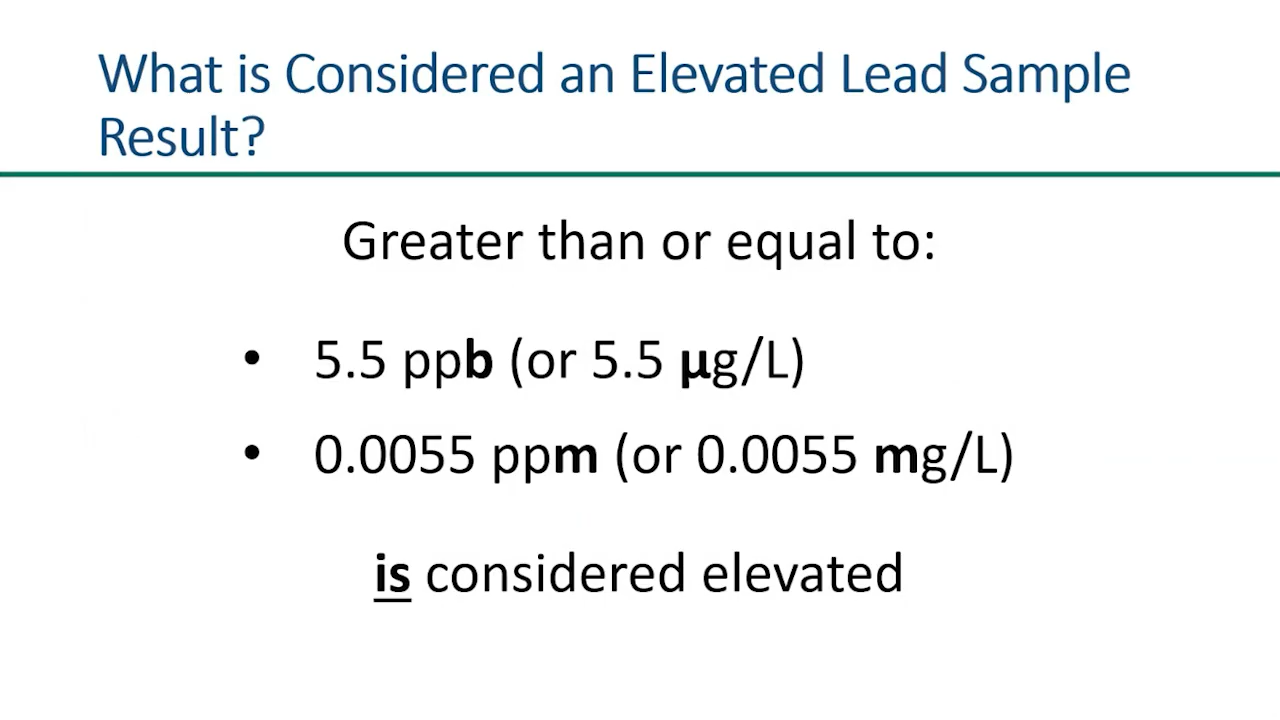 What is Considered an Elevated Lead Sample
Result?
Greater than or equal to:
• 5.5 ppb (or 5.5 µg/L)
• 0.0055 ppm (or 0.0055 mg/L)
is considered elevated